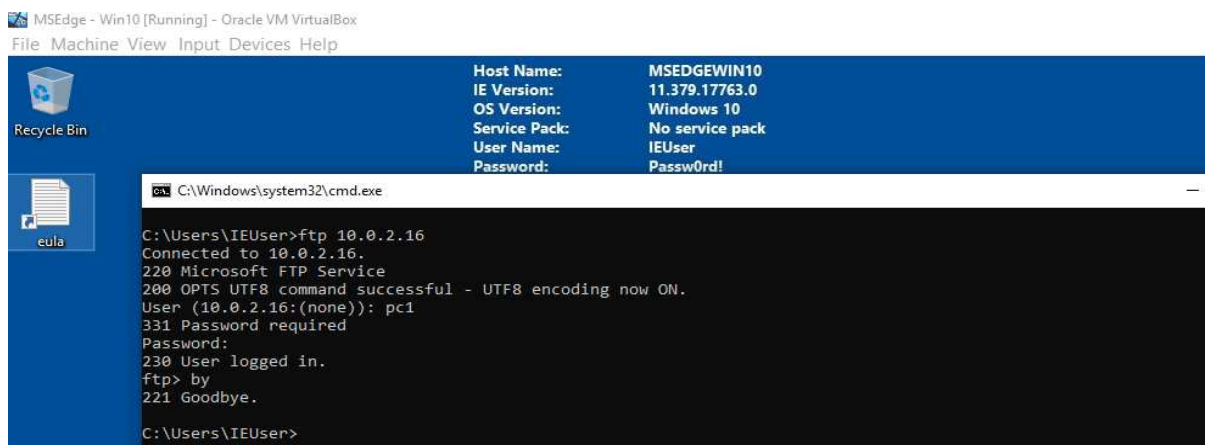 MSEdge - Win10 [Running] - Oracle VM VirtualBox
File Machine View Input Devices Help
Recycle Bin
Host Name: MSEDGEWIN10
IE Version: 11.379.17763.0
OS Version: Windows 10
Service Pack: No service pack
User Name: IEUser
Password: Passw0rd!
eula
C:\Windows\system32\cmd.exe
C:\Users\IEUser>ftp 10.0.2.16
Connected to 10.0.2.16.
220 Microsoft FTP Service
200 OPTS UTF8 command successful - UTF8 encoding now ON.
User (10.0.2.16:(none)): pc1
331 Password required
Password:
230 User logged in.
ftp> by
221 Goodbye.
C:\Users\IEUser>